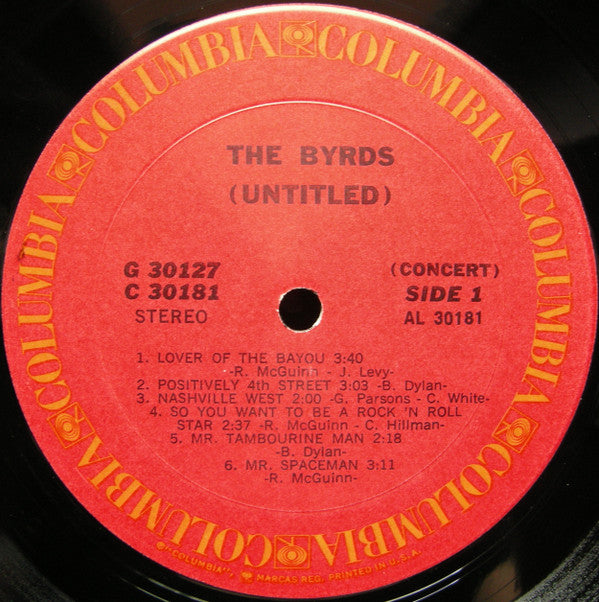 COLUMBIA COLUMBIA COLUMBIA COLUMBIA COLUMBIA COLUMBIA
THE BYRDS
(UNTITLED)
G 30127
C 30181
STEREO
(CONCERT)
SIDE 1
AL 30181
1. LOVER OF THE BAYOU 3:40
-R. McGuinn - J. Levy-
2. POSITIVELY 4th STREET 3:03 -B. Dylan-
3. NASHVILLE WEST 2:00 -G. Parsons - C. White-
4. SO YOU WANT TO BE A ROCK 'N ROLL
STAR 2:37 -R. McGuinn - C. Hillman-
5. MR. TAMBOURINE MAN 2:18
-B. Dylan-
6. MR. SPACEMAN 3:11
-R. McGuinn-
® "COLUMBIA", MARCAS REG. PRINTED IN U.S.A.